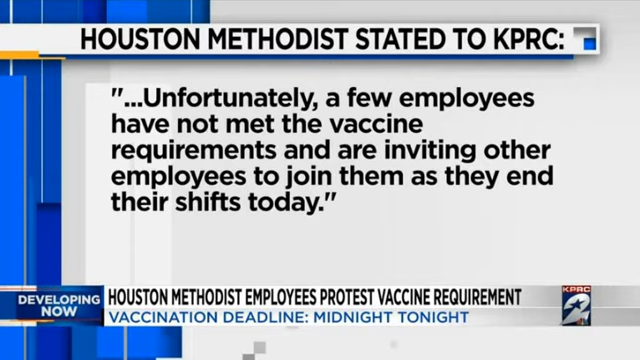 HOUSTON METHODIST STATED TO KPRC:
"...Unfortunately, a few employees
have not met the vaccine
requirements and are inviting other
employees to join them as they end
their shifts today."
DEVELOPING
NOW
HOUSTON METHODIST EMPLOYEES PROTEST VACCINE REQUIREMENT
VACCINATION DEADLINE: MIDNIGHT TONIGHT
KPRC
2